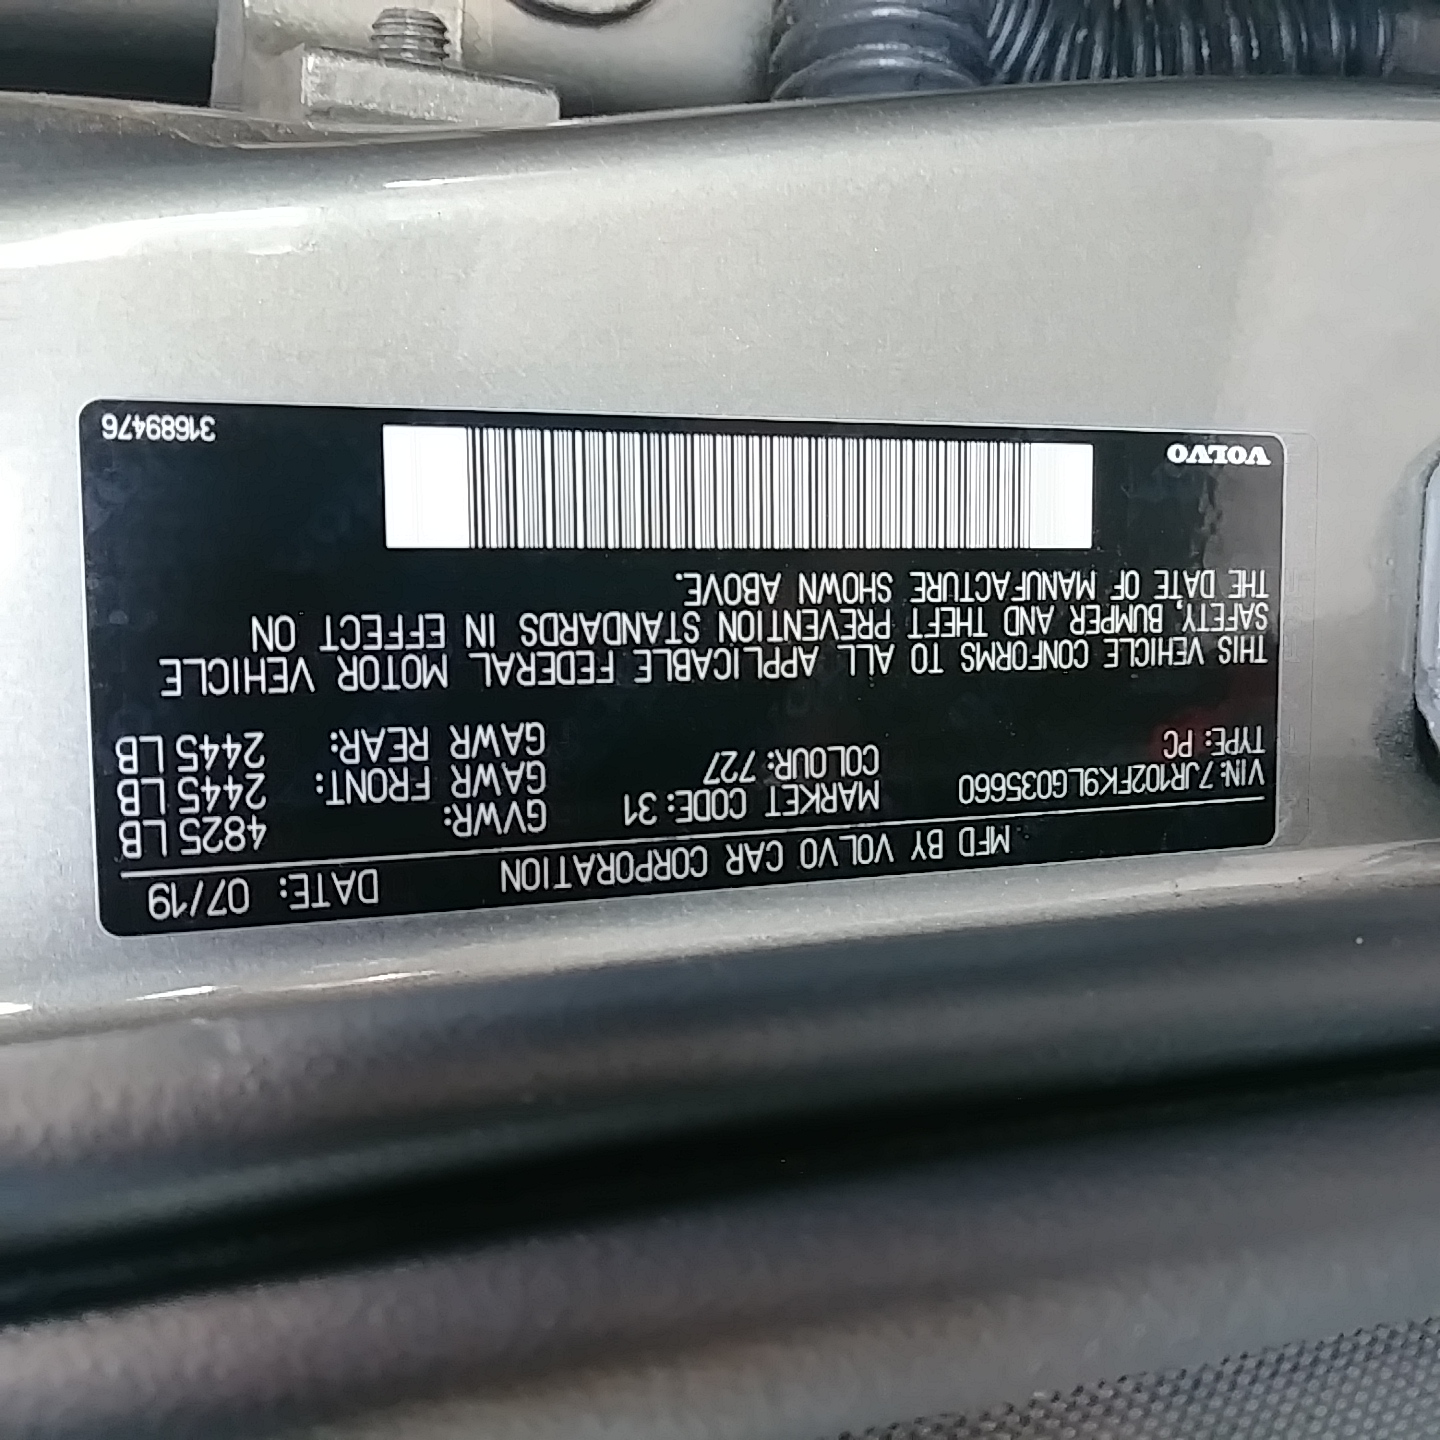 MFD BY VOLVO CAR CORPORATION DATE: 07/19
VIN: 7JR102FK9LG035660 MARKET CODE: 31 GVWR: 4825 LB
TYPE: PC COLOUR: 727 GAWR FRONT: 2445 LB
GAWR REAR: 2445 LB
THIS VEHICLE CONFORMS TO ALL APPLICABLE FEDERAL MOTOR VEHICLE
SAFETY, BUMPER AND THEFT PREVENTION STANDARDS IN EFFECT ON
THE DATE OF MANUFACTURE SHOWN ABOVE.
VOLVO
31689476